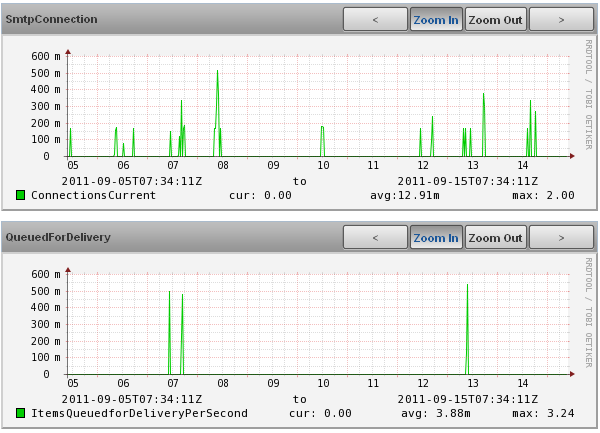 SmtpConnection < Zoom In Zoom Out >
600 m
500 m
400 m
300 m
200 m
100 m
0
05 06 07 08 09 10 11 12 13 14
2011-09-05T07:34:11Z to 2011-09-15T07:34:11Z
ConnectionsCurrent cur: 0.00 avg:12.91m max: 2.00
RRDTOOL / TOBI OETIKER
QueuedForDelivery < Zoom In Zoom Out >
600 m
500 m
400 m
300 m
200 m
100 m
0
05 06 07 08 09 10 11 12 13 14
2011-09-05T07:34:11Z to 2011-09-15T07:34:11Z
ItemsQueuedforDeliveryPerSecond cur: 0.00 avg: 3.88m max: 3.24
RRDTOOL / TOBI OETIKER